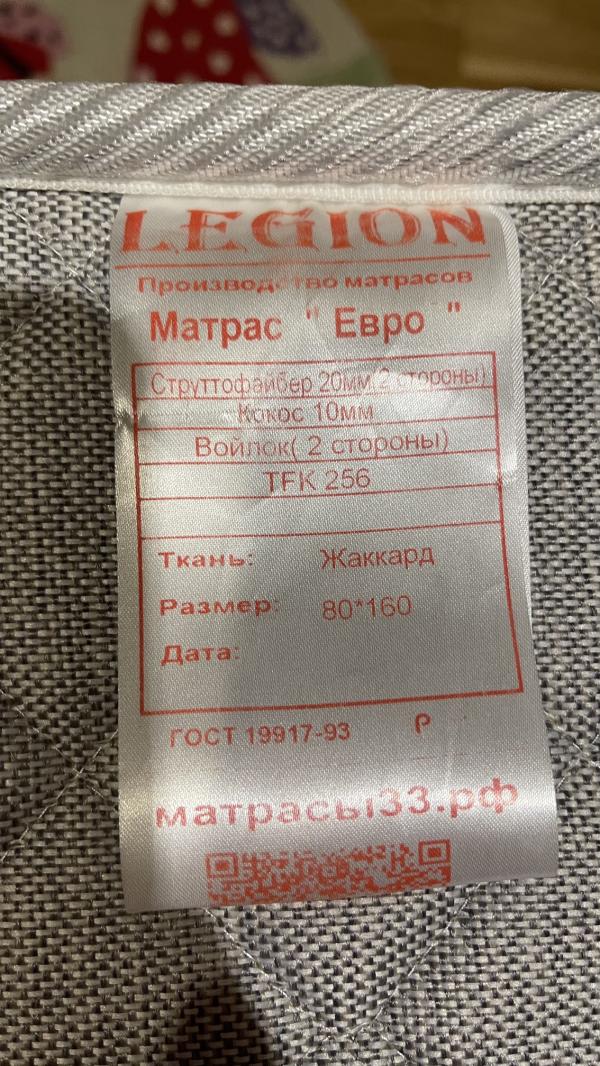 LEGION
Производство матрасов
Матрас " Евро "
Струттофайбер 20мм(2 стороны)
Кокос 10мм
Войлок( 2 стороны)
TFK 256
Ткань: Жаккард
Размер: 80*160
Дата:
ГОСТ 19917-93 Р
матрасы33.рф